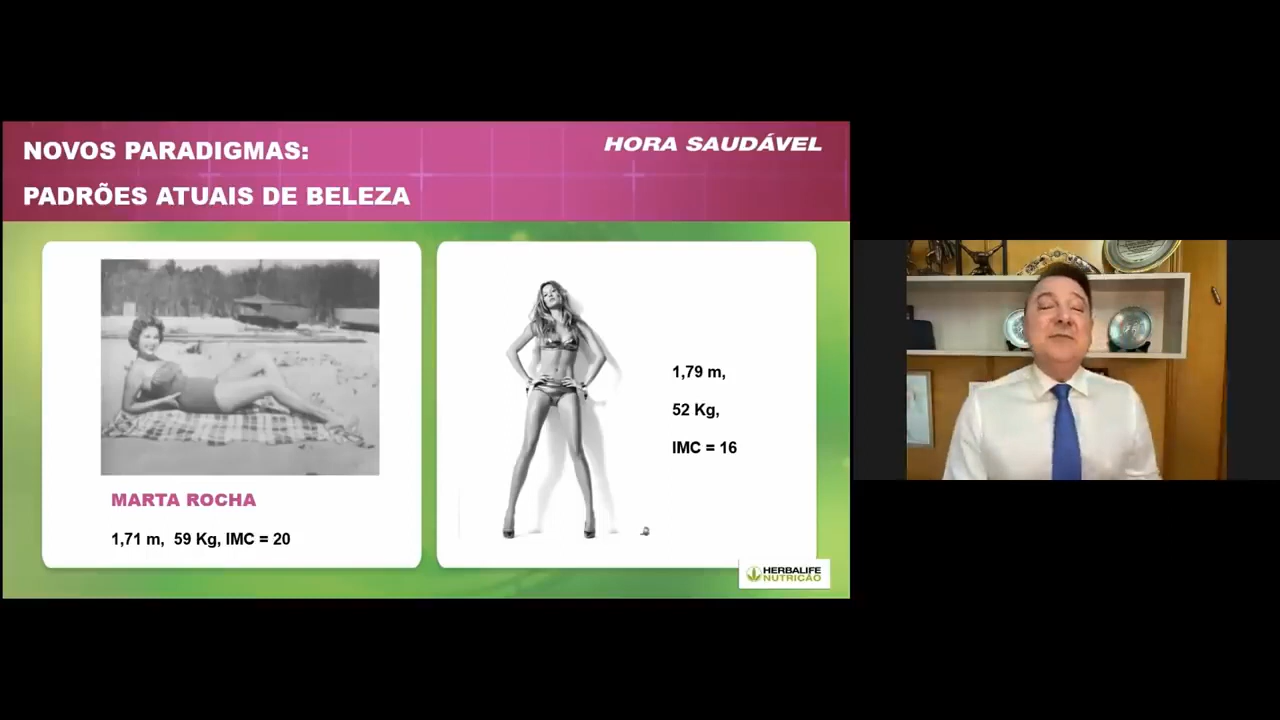 NOVOS PARADIGMAS:
PADRÕES ATUAIS DE BELEZA
HORA SAUDÁVEL
MARTA ROCHA
1,71 m, 59 Kg, IMC = 20
1,79 m,
52 Kg,
IMC = 16
HERBALIFE
NUTRIÇÃO